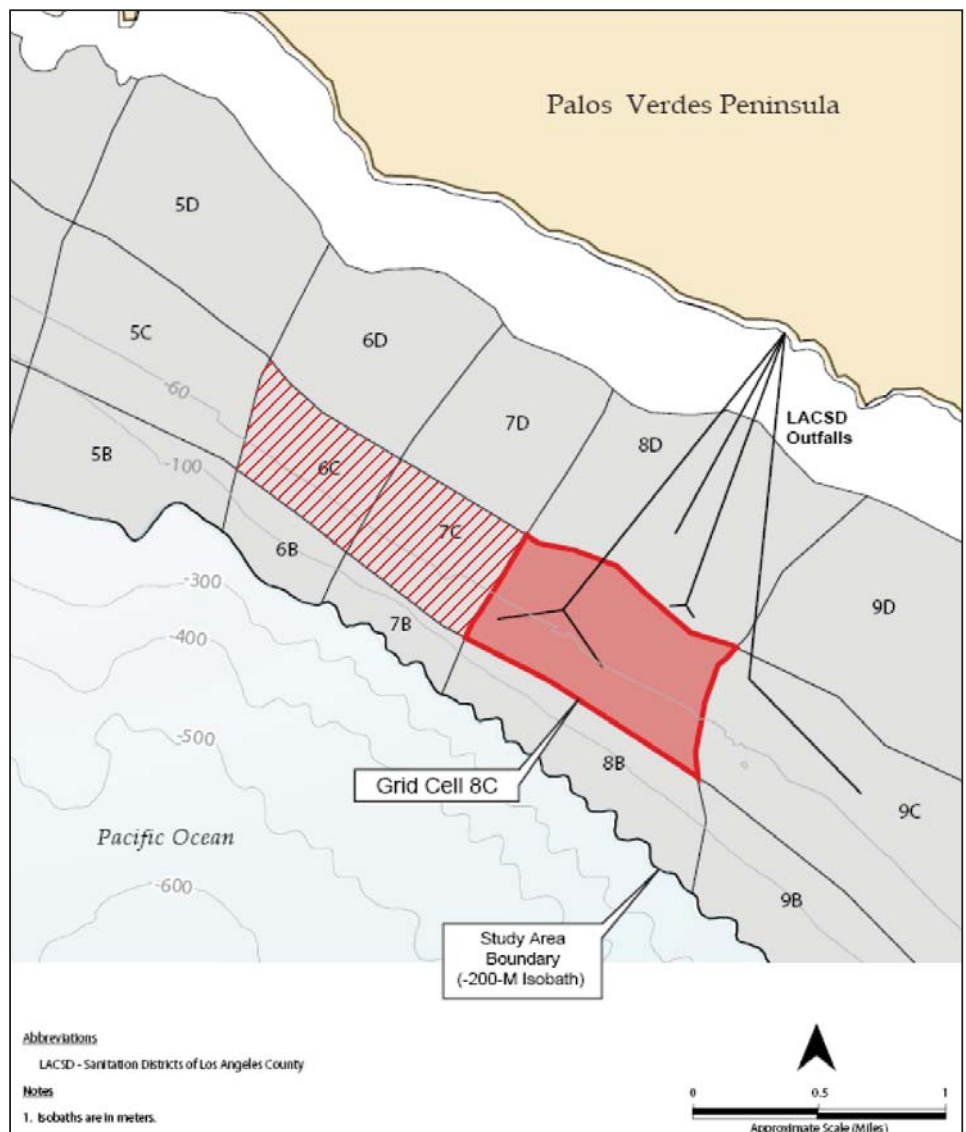 Palos Verdes Peninsula
5D
5C
6D
-60
LACSD
Outfalls
7D
8D
5B
-100
6C
7C
6B
-300
9D
7B
-400
-500
8B
Grid Cell 8C
9C
Pacific Ocean
-600
9B
Study Area
Boundary
(-200-M Isobath)
Abbreviations
LACSD - Sanitation Districts of Los Angeles County
Notes
1. Isobaths are in meters.
0 0.5 1
Approximate Scale (Miles)